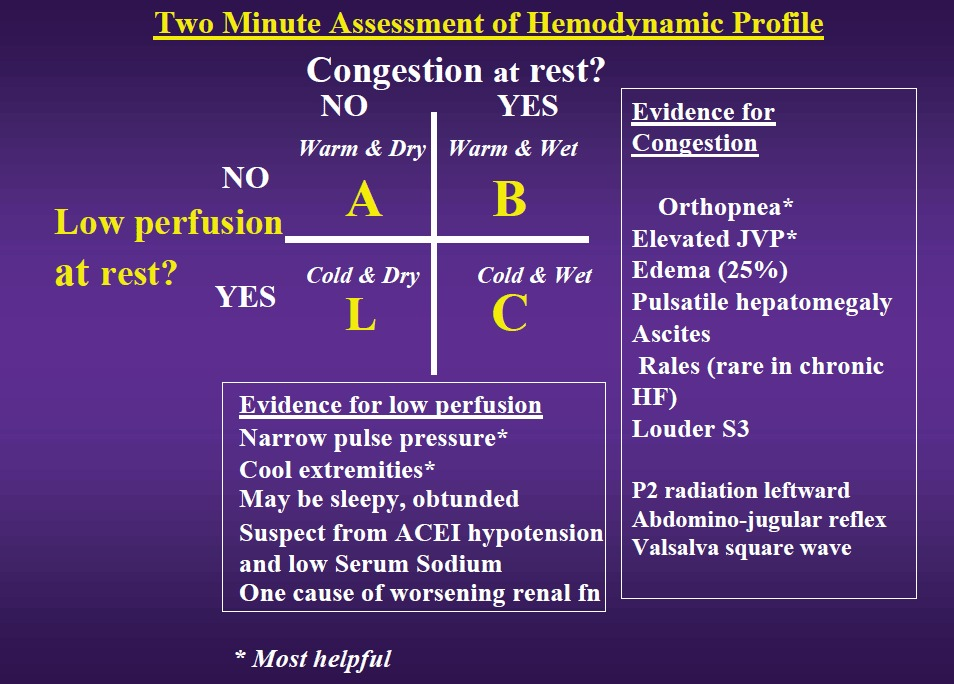 Two Minute Assessment of Hemodynamic Profile
Congestion at rest?
NO
YES
Warm & Dry
Warm & Wet
NO
A
B
Low perfusion
at rest?
YES
Cold & Dry
Cold & Wet
L
C
Evidence for low perfusion
Narrow pulse pressure*
Cool extremities*
May be sleepy, obtunded
Suspect from ACEI hypotension
and low Serum Sodium
One cause of worsening renal fn
Evidence for
Congestion
Orthopnea*
Elevated JVP*
Edema (25%)
Pulsatile hepatomegaly
Ascites
Rales (rare in chronic
HF)
Louder S3
P2 radiation leftward
Abdomino-jugular reflex
Valsalva square wave
* Most helpful